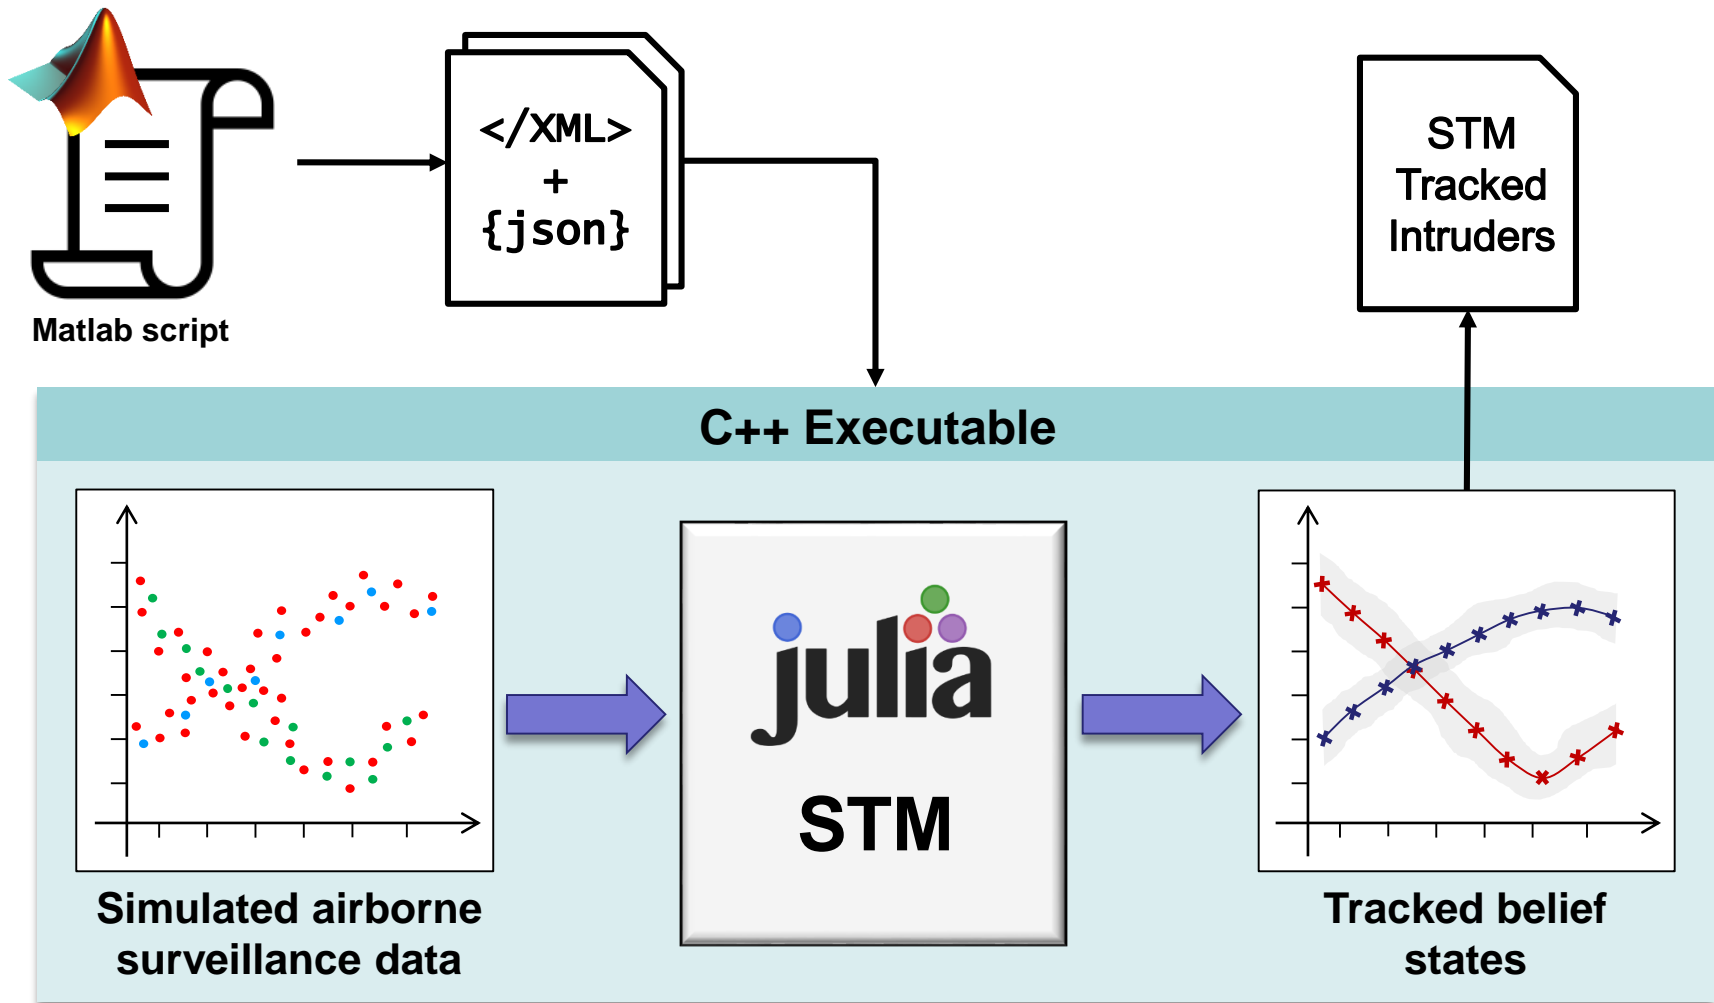 </XML>
+
{json}
STM
Tracked
Intruders
Matlab script
C++ Executable
julia
STM
Simulated airborne
surveillance data
Tracked belief
states